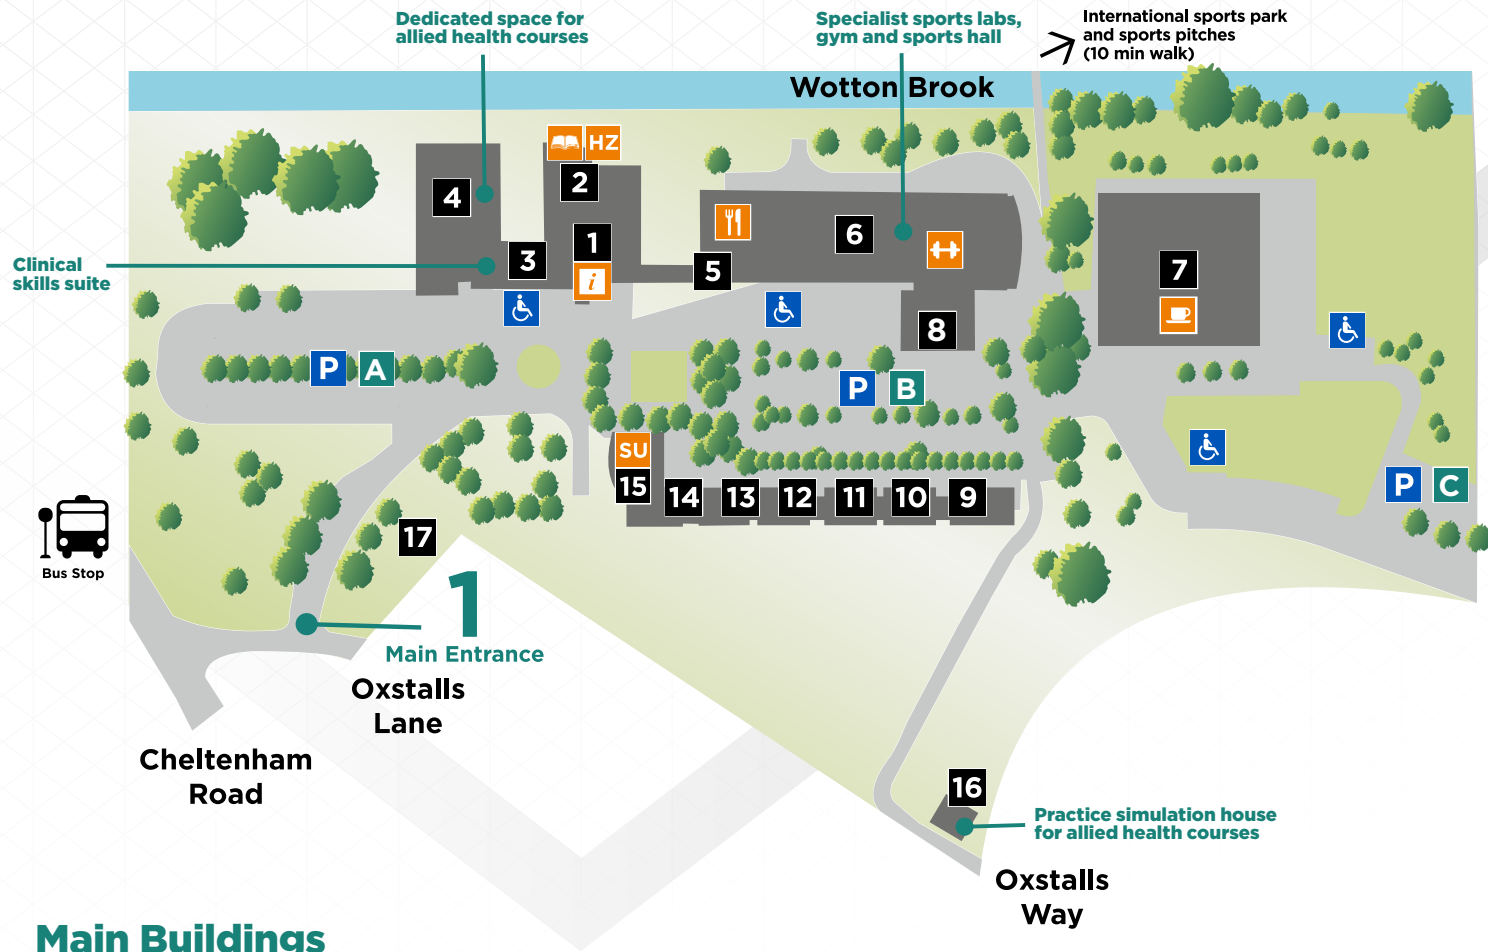 Dedicated space for
allied health courses
Specialist sports labs,
gym and sports hall
International sports park
and sports pitches
(10 min walk)
Wotton Brook
HZ
2
4
1
3
i
5
6
7
8
Clinical
skills suite
P A
P B
P C
SU
15
14
13
12
11
10
9
17
Bus Stop
1
Main Entrance
Oxstalls
Lane
Cheltenham
Road
16
Practice simulation house
for allied health courses
Oxstalls
Way
Main Buildings